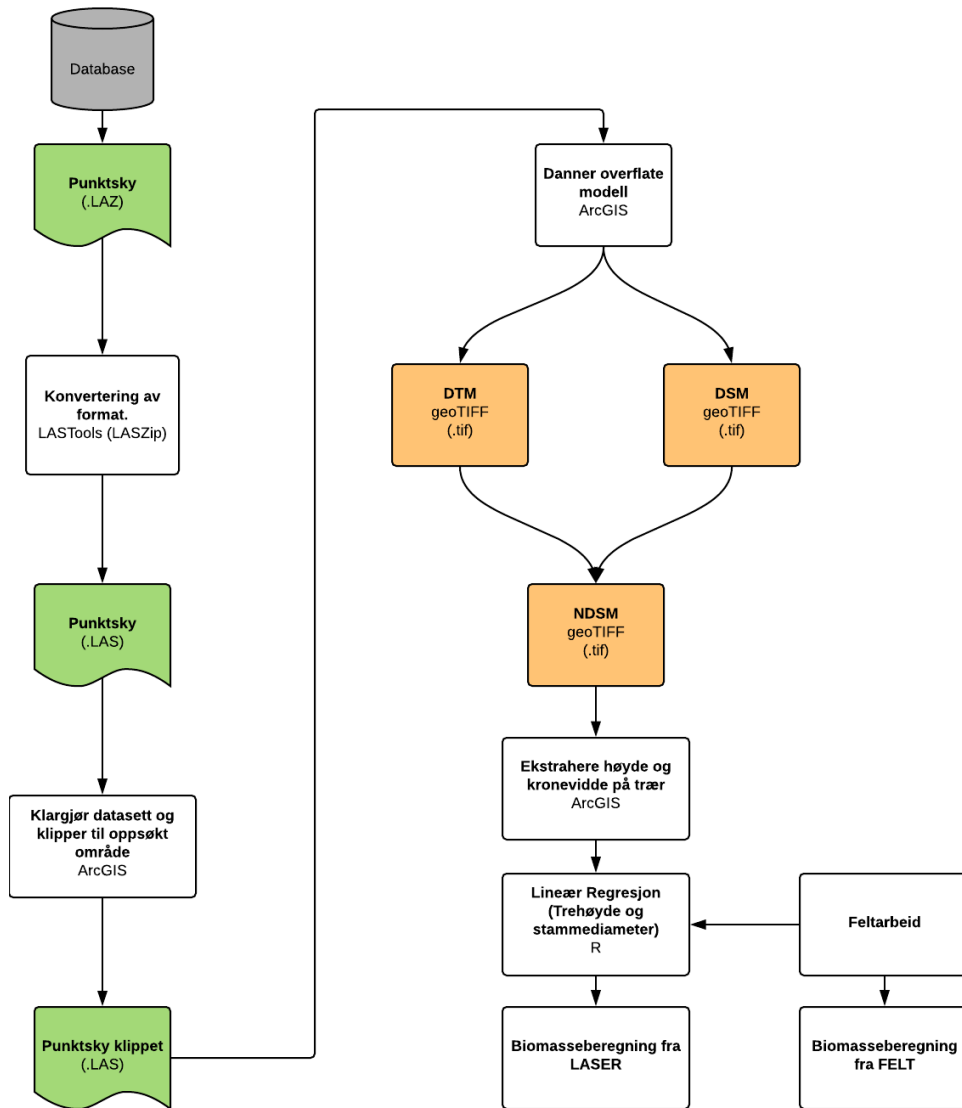 Database
Punktsky
(.LAZ)
Konvertering av
format.
LASTools (LASZip)
Punktsky
(.LAS)
Klargjør datasett og
klipper til oppsøkt
område
ArcGIS
Punktsky klippet
(.LAS)
Danner overflate
modell
ArcGIS
DTM
geoTIFF
(.tif)
DSM
geoTIFF
(.tif)
NDSM
geoTIFF
(.tif)
Ekstrahere høyde og
kronevidde på trær
ArcGIS
Lineær Regresjon
(Trehøyde og
stammediameter)
R
Feltarbeid
Biomasseberegning fra
LASER
Biomasseberegning
fra FELT